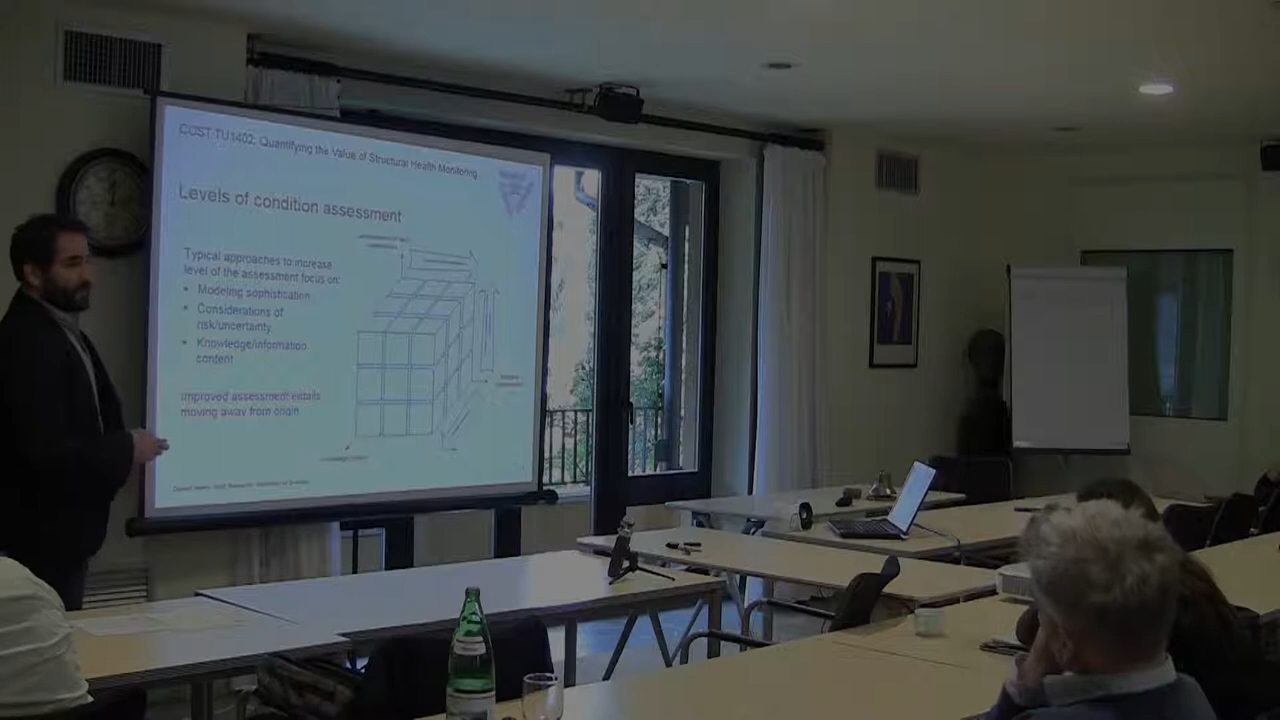 COST TU1402: Quantifying the Value of Structural Health Monitoring
Levels of condition assessment
Typical approaches to increase
level of the assessment focus on:
• Modeling sophistication
• Considerations of
risk/uncertainty
• Knowledge/information
content
Improved assessment entails
moving away from origin